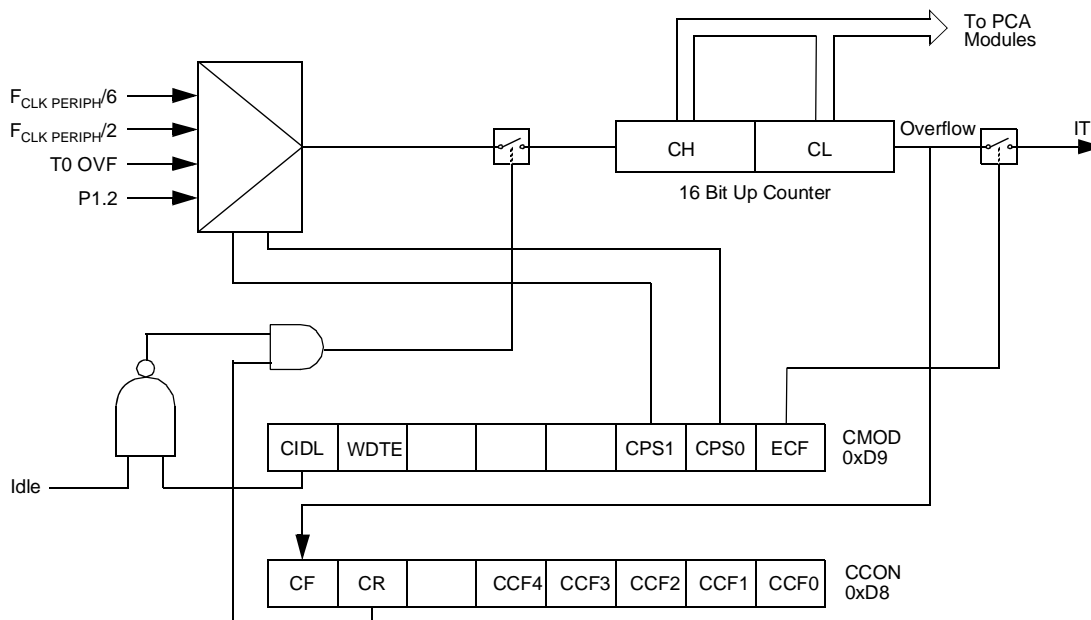 To PCA
Modules
FCLK PERIPH/6
FCLK PERIPH/2
T0 OVF
P1.2
CH
CL
Overflow
IT
16 Bit Up Counter
CIDL
WDTE
CPS1
CPS0
ECF
CMOD
0xD9
Idle
CF
CR
CCF4
CCF3
CCF2
CCF1
CCF0
CCON
0xD8